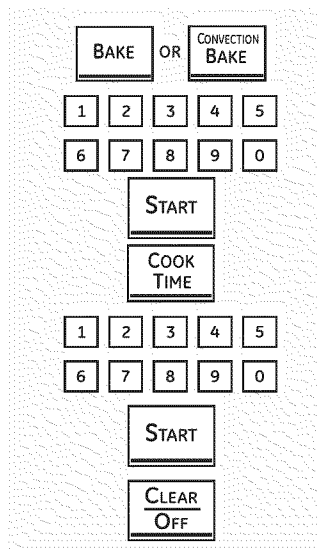 BAKE OR CONVECTION BAKE
1 2 3 4 5
6 7 8 9 0
START
COOK
TIME
1 2 3 4 5
6 7 8 9 0
START
CLEAR
OFF